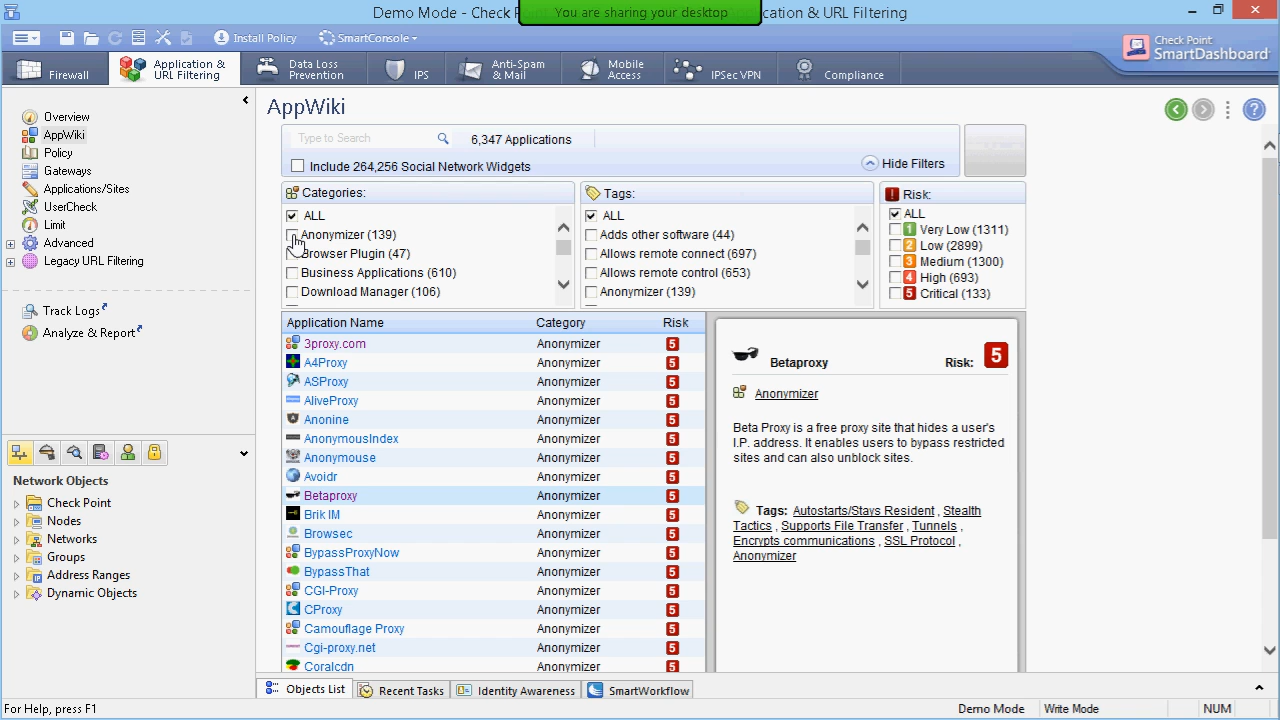 Demo Mode - Check P
You are sharing your desktop
cation & URL Filtering
Install Policy
SmartConsole
Check Point
SmartDashboard
Firewall
Application & URL Filtering
Data Loss Prevention
IPS
Anti-Spam & Mail
Mobile Access
IPSec VPN
Compliance
Overview
AppWiki
Policy
Gateways
Applications/Sites
UserCheck
Limit
Advanced
Legacy URL Filtering
Track Logs
Analyze & Report
Network Objects
Check Point
Nodes
Networks
Groups
Address Ranges
Dynamic Objects
AppWiki
Type to Search
6,347 Applications
Include 264,256 Social Network Widgets
Hide Filters
Categories:
ALL
Anonymizer (139)
Browser Plugin (47)
Business Applications (610)
Download Manager (106)
Tags:
ALL
Adds other software (44)
Allows remote connect (697)
Allows remote control (653)
Anonymizer (139)
Risk:
ALL
1 Very Low (1311)
2 Low (2899)
3 Medium (1300)
4 High (693)
5 Critical (133)
Application Name Category Risk
3proxy.com Anonymizer 5
A4Proxy Anonymizer 5
ASProxy Anonymizer 5
AliveProxy Anonymizer 5
Anonine Anonymizer 5
AnonymousIndex Anonymizer 5
Anonymouse Anonymizer 5
Avoidr Anonymizer 5
Betaproxy Anonymizer 5
Brik IM Anonymizer 5
Browsec Anonymizer 5
BypassProxyNow Anonymizer 5
BypassThat Anonymizer 5
CGI-Proxy Anonymizer 5
CProxy Anonymizer 5
Camouflage Proxy Anonymizer 5
Cgi-proxy.net Anonymizer 5
Coralcdn Anonymizer 5
Betaproxy Risk: 5
Anonymizer
Beta Proxy is a free proxy site that hides a user's
I.P. address. It enables users to bypass restricted
sites and can also unblock sites.
Tags: Autostarts/Stays Resident , Stealth
Tactics , Supports File Transfer , Tunnels ,
Encrypts communications , SSL Protocol ,
Anonymizer
Objects List
Recent Tasks
Identity Awareness
SmartWorkflow
For Help, press F1
Demo Mode
Write Mode
NUM